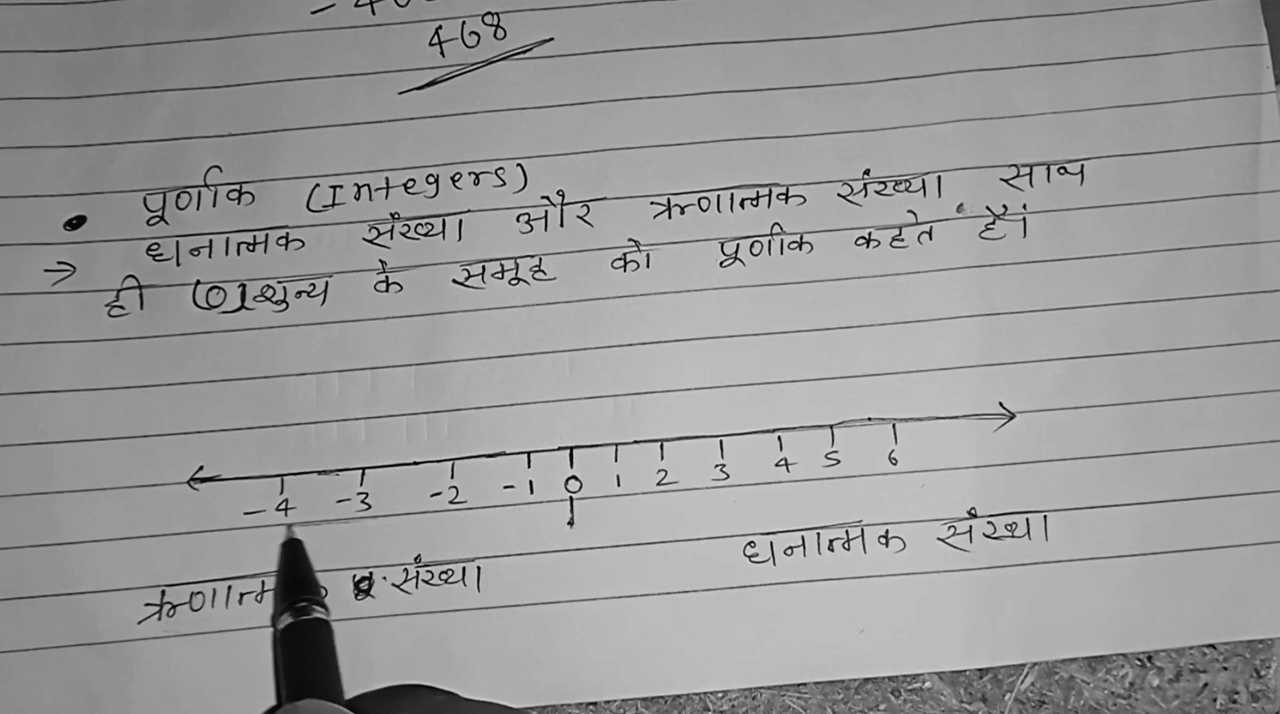 468
• पूर्णांक (Integers)
→ धनात्मक संख्या और ऋणात्मक संख्या साथ
ही (0) शुन्य के समूह को पूर्णांक कहते हैं।
-4 -3 -2 -1 0 1 2 3 4 5 6
धनात्मक संख्या
संख्या